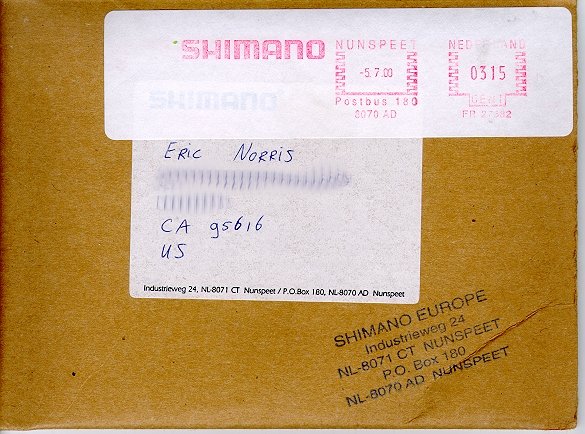 SHIMANO
NUNSPEET
-5.7.00
Postbus 180
8070 AD
NEDERLAND
0315
CENT
SHIMANO
Eric Norris
CA 95616
US
Industrieweg 24, NL-8071 CT Nunspeet / P.O.Box 180, NL-8070 AD Nunspeet
SHIMANO EUROPE
Industrieweg 24
NL-8071 CT NUNSPEET
P.O. Box 180
NL-8070 AD NUNSPEET